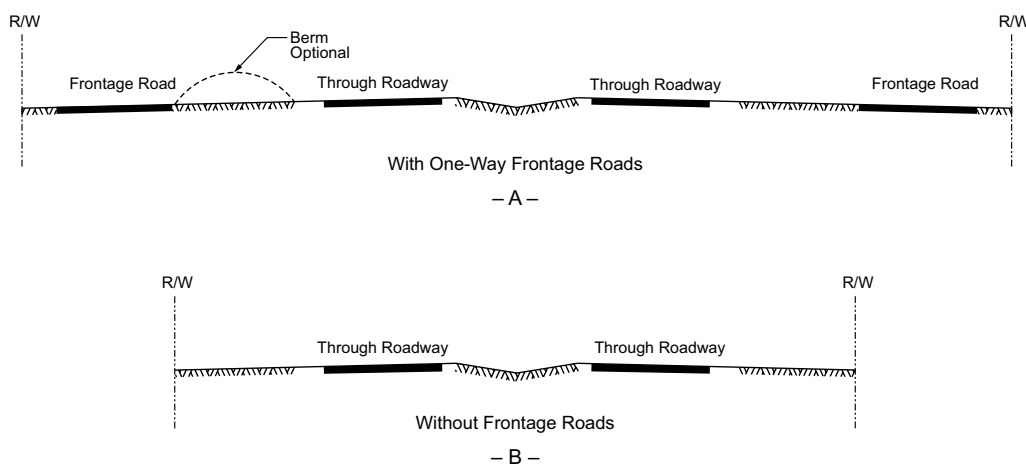 R/W
R/W
Berm
Optional
Frontage Road
Through Roadway
Through Roadway
Frontage Road
With One-Way Frontage Roads
– A –
R/W
R/W
Through Roadway
Through Roadway
Without Frontage Roads
– B –